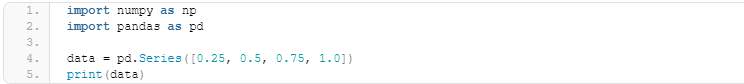 1. import numpy as np
2. import pandas as pd
3.
4. data = pd.Series([0.25, 0.5, 0.75, 1.0])
5. print(data)